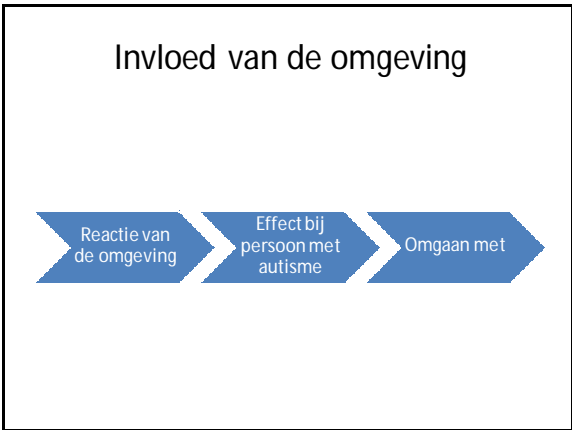 Invloed van de omgeving
Reactie van
de omgeving
Effect bij
persoon met
autisme
Omgaan met